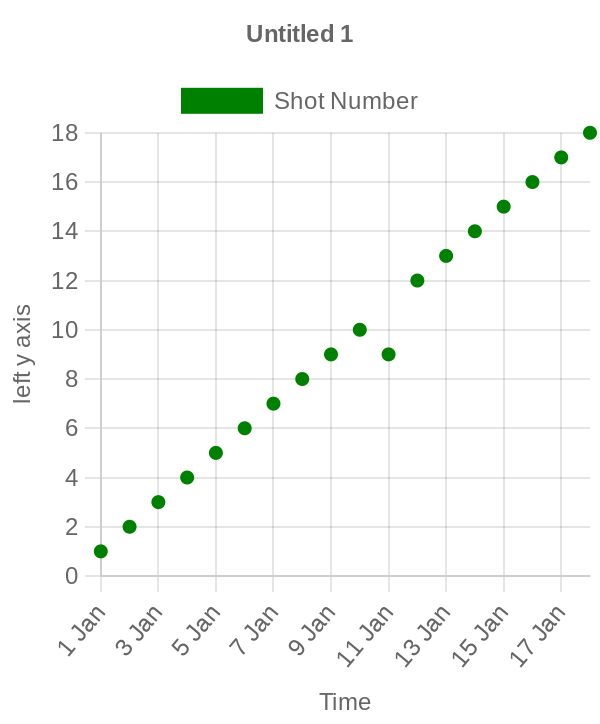 Untitled 1
Shot Number
18
16
14
12
10
8
6
4
2
0
left y axis
1 Jan
3 Jan
5 Jan
7 Jan
9 Jan
11 Jan
13 Jan
15 Jan
17 Jan
Time